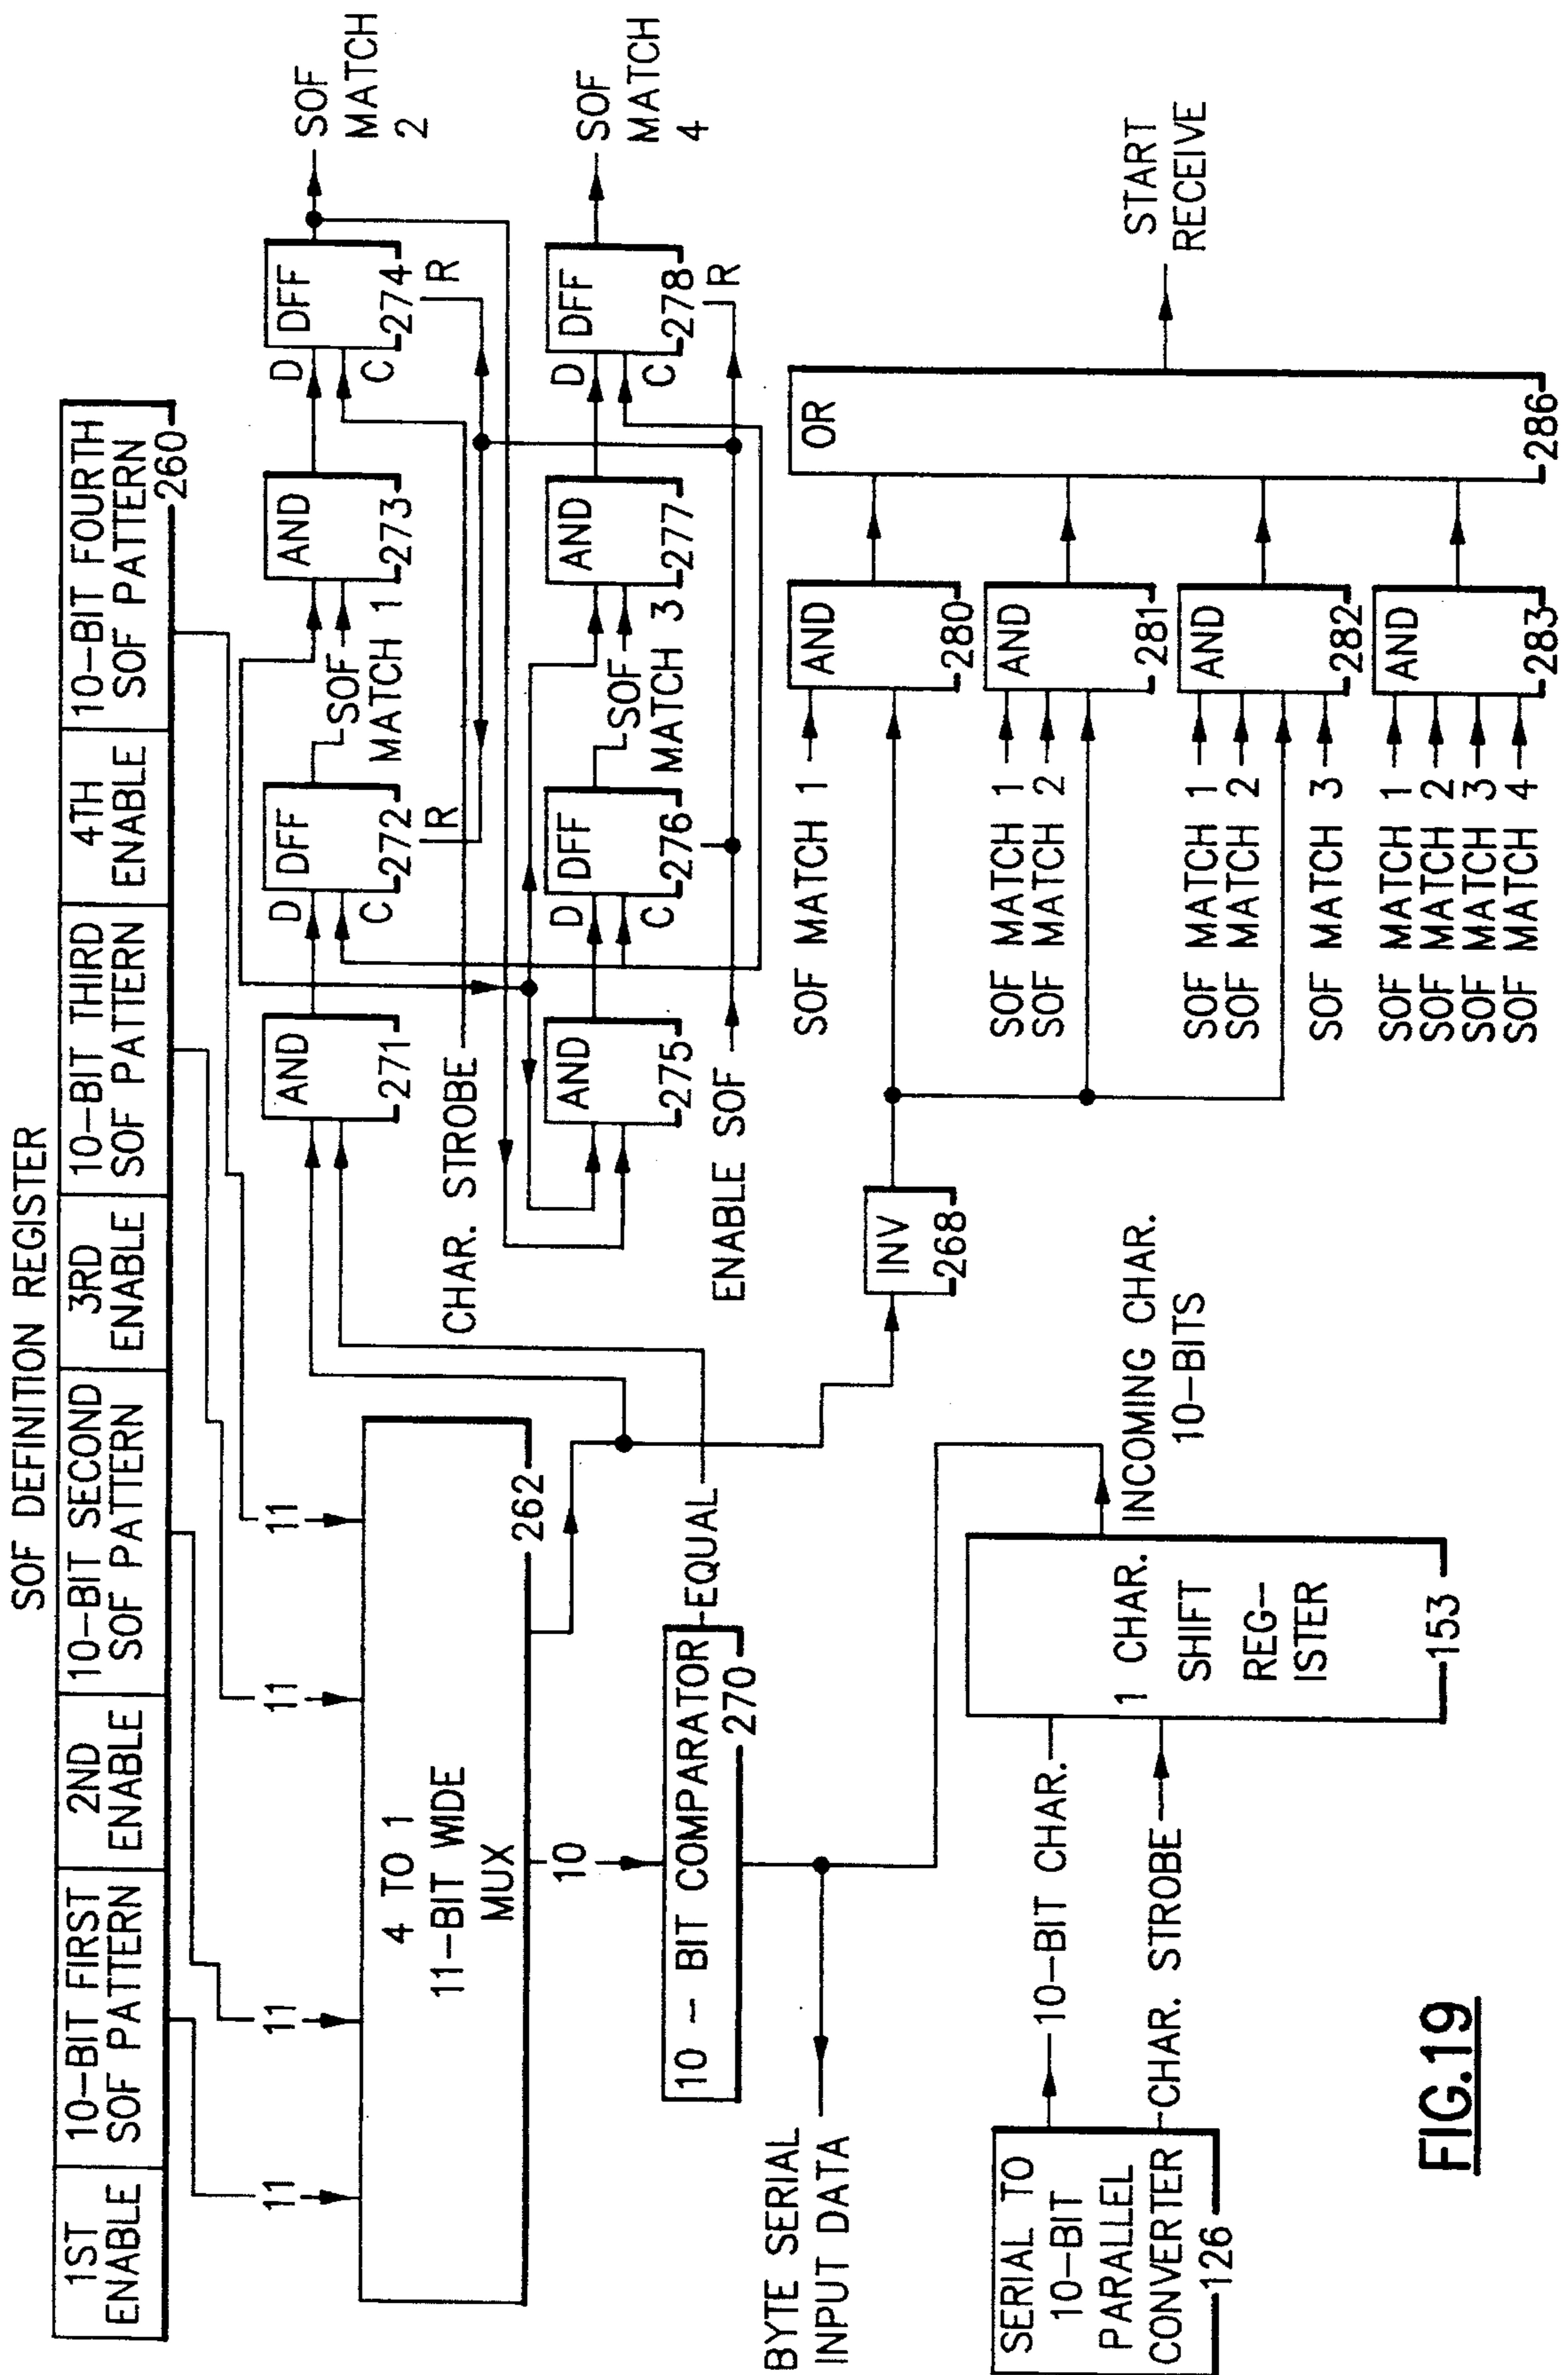 SOF DEFINITION REGISTER
1ST
ENABLE
10-BIT FIRST
SOF PATTERN
2ND
ENABLE
10-BIT SECOND
SOF PATTERN
3RD
ENABLE
10-BIT THIRD
SOF PATTERN
4TH
ENABLE
10-BIT FOURTH
SOF PATTERN
260
11
11
11
11
4 TO 1
11-BIT WIDE
MUX
262
10
10 - BIT COMPARATOR
270
EQUAL
BYTE SERIAL
INPUT DATA
SERIAL TO
10-BIT
PARALLEL
CONVERTER
126
10-BIT CHAR.
CHAR. STROBE
1 CHAR.
SHIFT
REG-
ISTER
153
INCOMING CHAR.
10-BITS
AND
271
D
DFF
C
272
R
SOF
MATCH 1
AND
273
D
DFF
C
274
R
SOF
MATCH
2
CHAR. STROBE
AND
275
D
DFF
C
276
SOF
MATCH 3
AND
277
D
DFF
C
278
R
SOF
MATCH
4
ENABLE SOF
INV
268
SOF MATCH 1
AND
280
SOF MATCH 1
SOF MATCH 2
AND
281
SOF MATCH 1
SOF MATCH 2
SOF MATCH 3
AND
282
SOF MATCH 1
SOF MATCH 2
SOF MATCH 3
SOF MATCH 4
AND
283
OR
286
START
RECEIVE
FIG.19